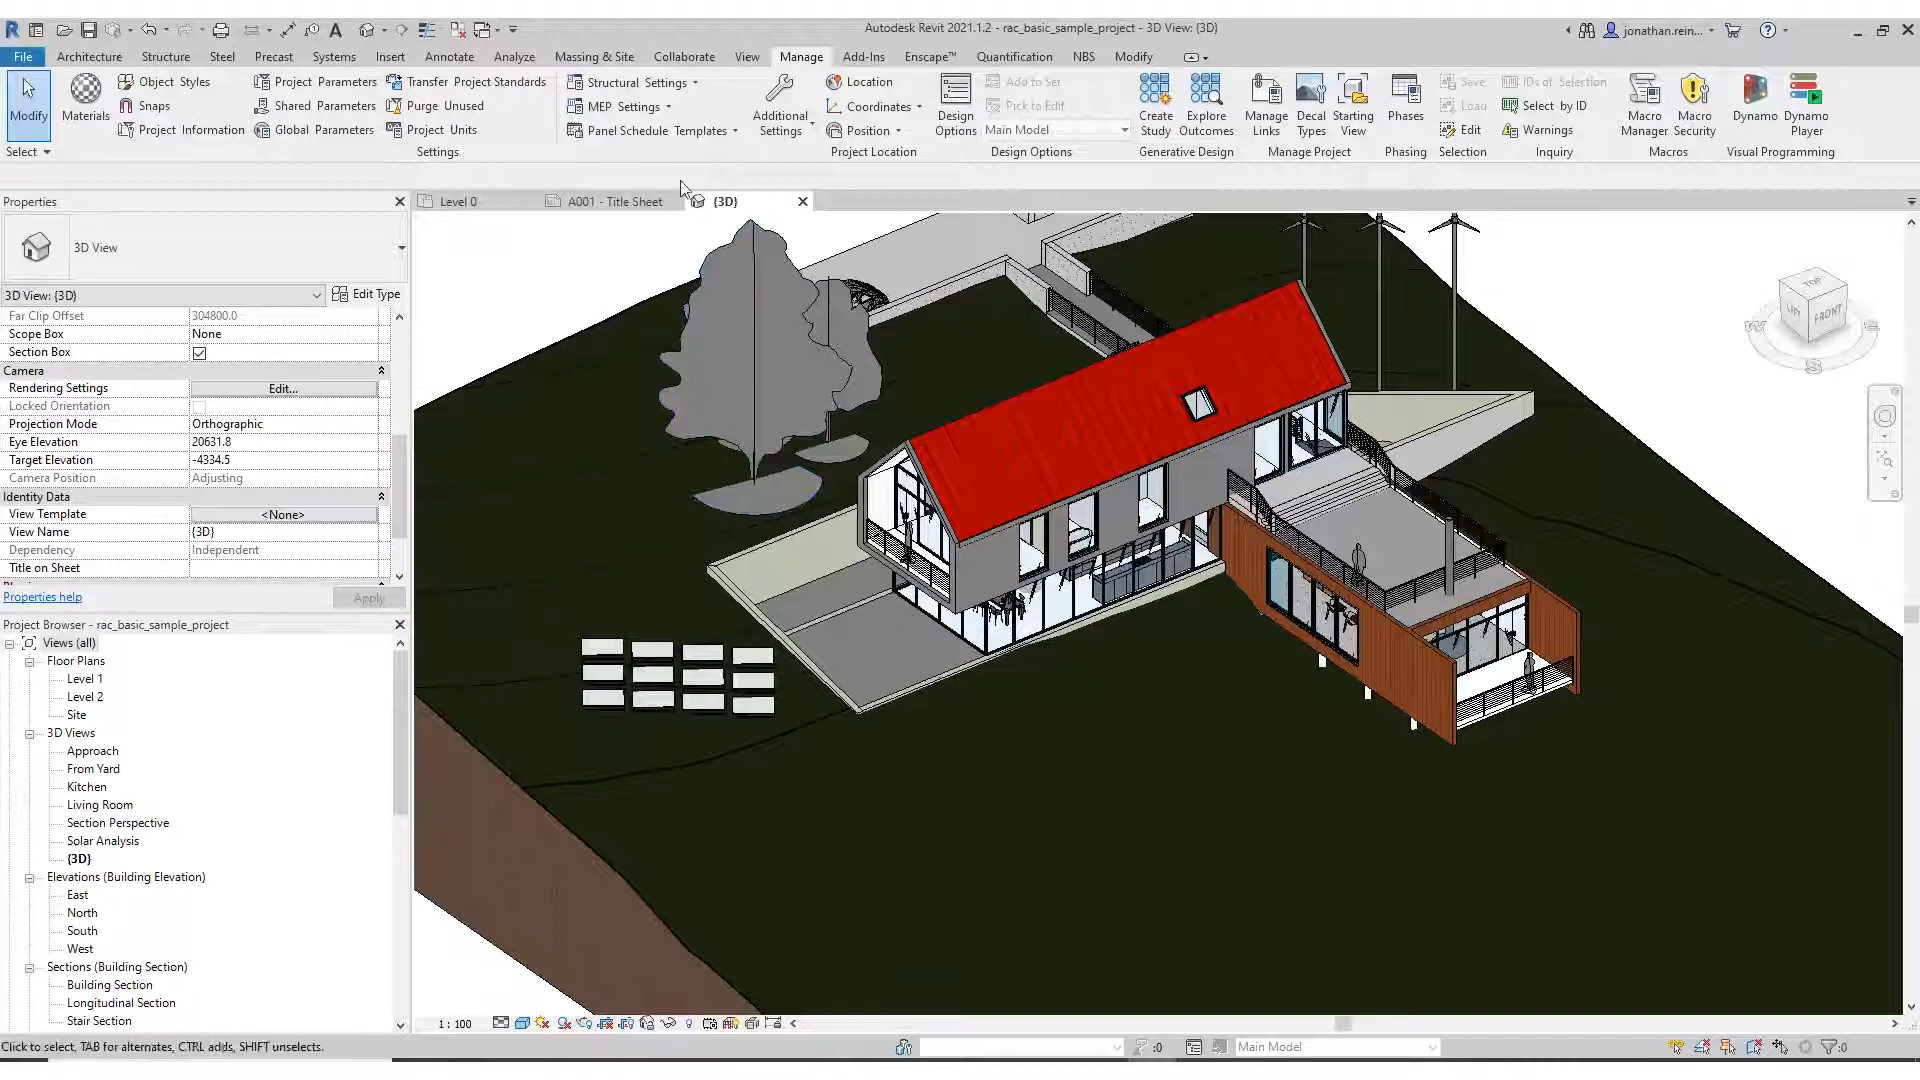 Autodesk Revit 2021.1.2 - rac_basic_sample_project - 3D View: {3D}
jonathan.rein...
File Architecture Structure Steel Precast Systems Insert Annotate Analyze Massing & Site Collaborate View Manage Add-Ins Enscape™ Quantification NBS Modify
Modify
Materials
Object Styles
Snaps
Project Information
Project Parameters
Shared Parameters
Global Parameters
Transfer Project Standards
Purge Unused
Project Units
Structural Settings
MEP Settings
Panel Schedule Templates
Additional Settings
Location
Coordinates
Position
Design Options
Add to Set
Pick to Edit
Main Model
Create Study
Explore Outcomes
Manage Links
Decal Types
Starting View
Phases
Save
Load
Edit
IDs of Selection
Select by ID
Warnings
Macro Manager
Macro Security
Dynamo
Dynamo Player
Select
Settings
Project Location
Design Options
Generative Design
Manage Project
Phasing
Selection
Inquiry
Macros
Visual Programming
Properties
Level 0
A001 - Title Sheet
{3D}
3D View
3D View: {3D}
Edit Type
Far Clip Offset 304800.0
Scope Box None
Section Box
Camera
Rendering Settings Edit...
Locked Orientation
Projection Mode Orthographic
Eye Elevation 20631.8
Target Elevation -4334.5
Camera Position Adjusting
Identity Data
View Template <None>
View Name {3D}
Dependency Independent
Title on Sheet
Properties help
Apply
Project Browser - rac_basic_sample_project
Views (all)
Floor Plans
Level 1
Level 2
Site
3D Views
Approach
From Yard
Kitchen
Living Room
Section Perspective
Solar Analysis
{3D}
Elevations (Building Elevation)
East
North
South
West
Sections (Building Section)
Building Section
Longitudinal Section
Stair Section
TOP
FRONT
S
1 : 100
Click to select, TAB for alternates, CTRL adds, SHIFT unselects.
:0
Main Model
:0